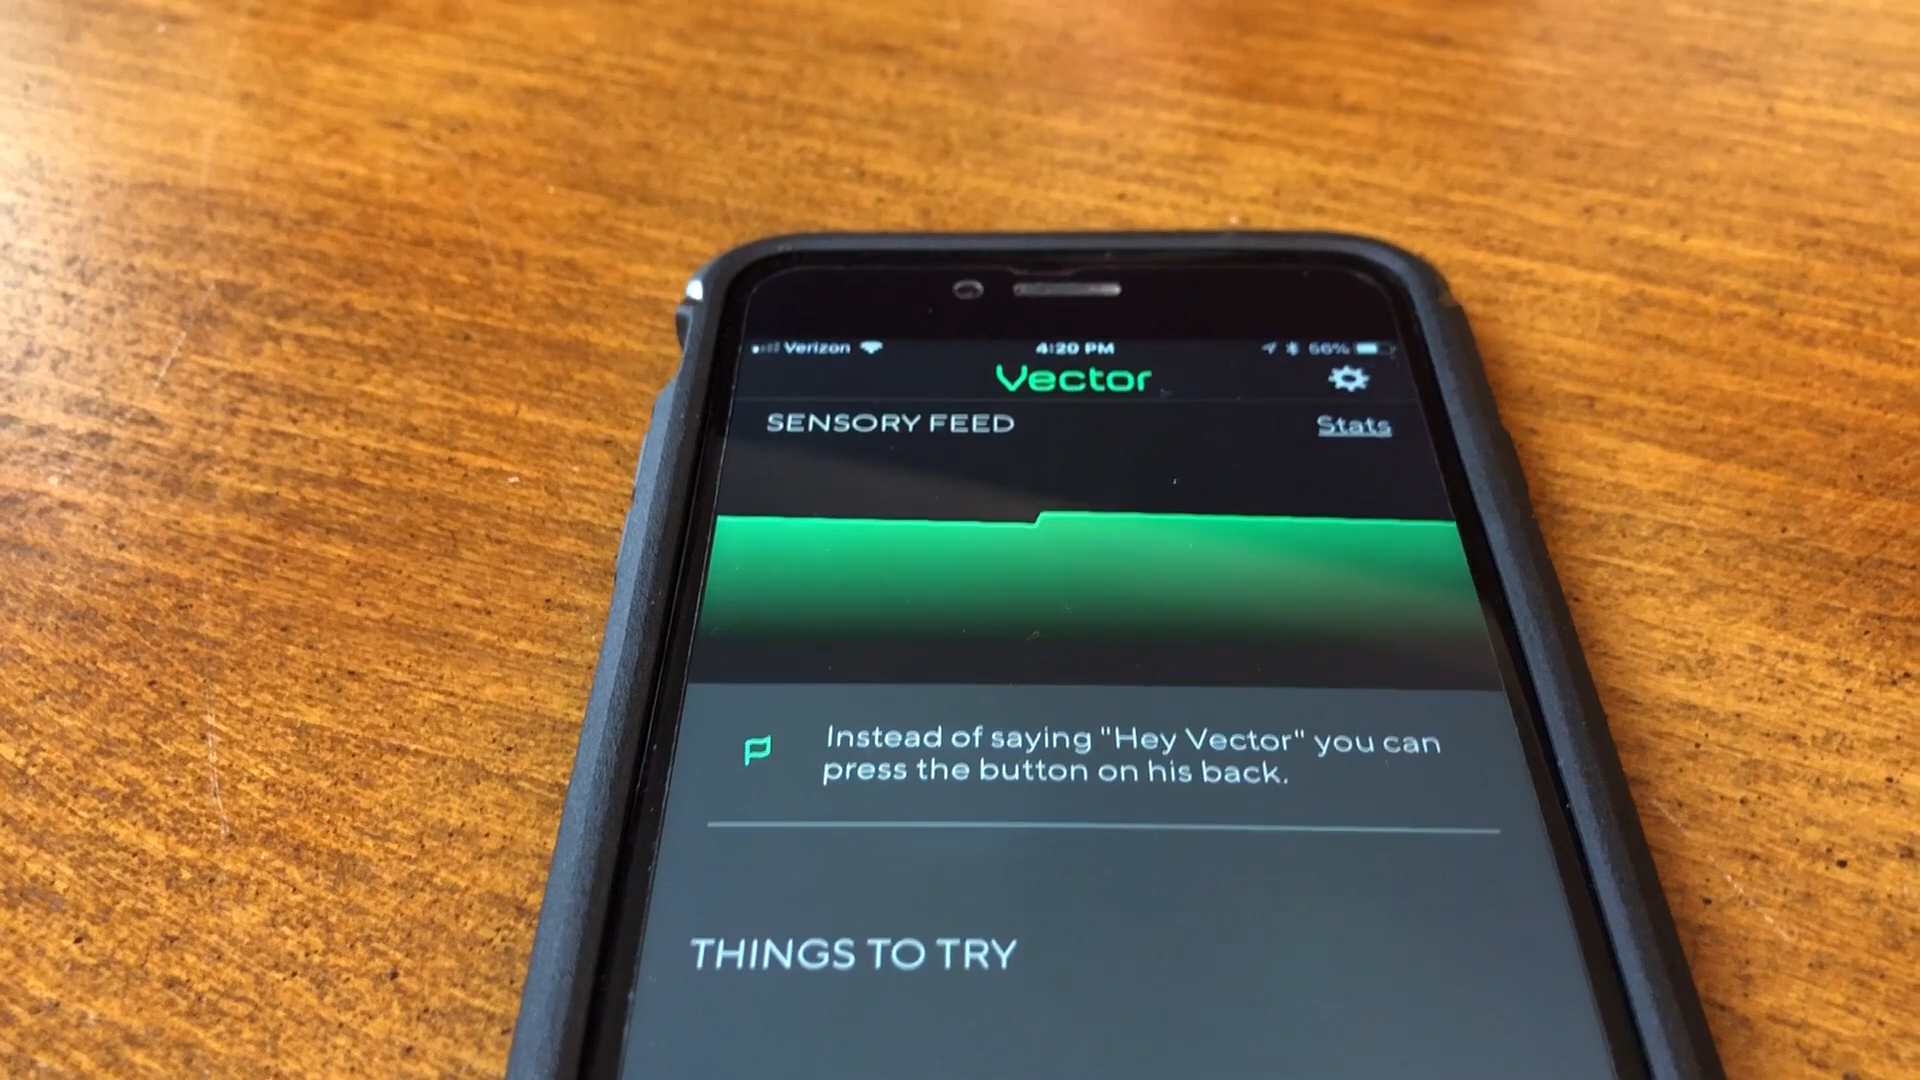 Verizon 4:20 PM 56%
Vector
SENSORY FEED Stats
Instead of saying "Hey Vector" you can
press the button on his back.
THINGS TO TRY